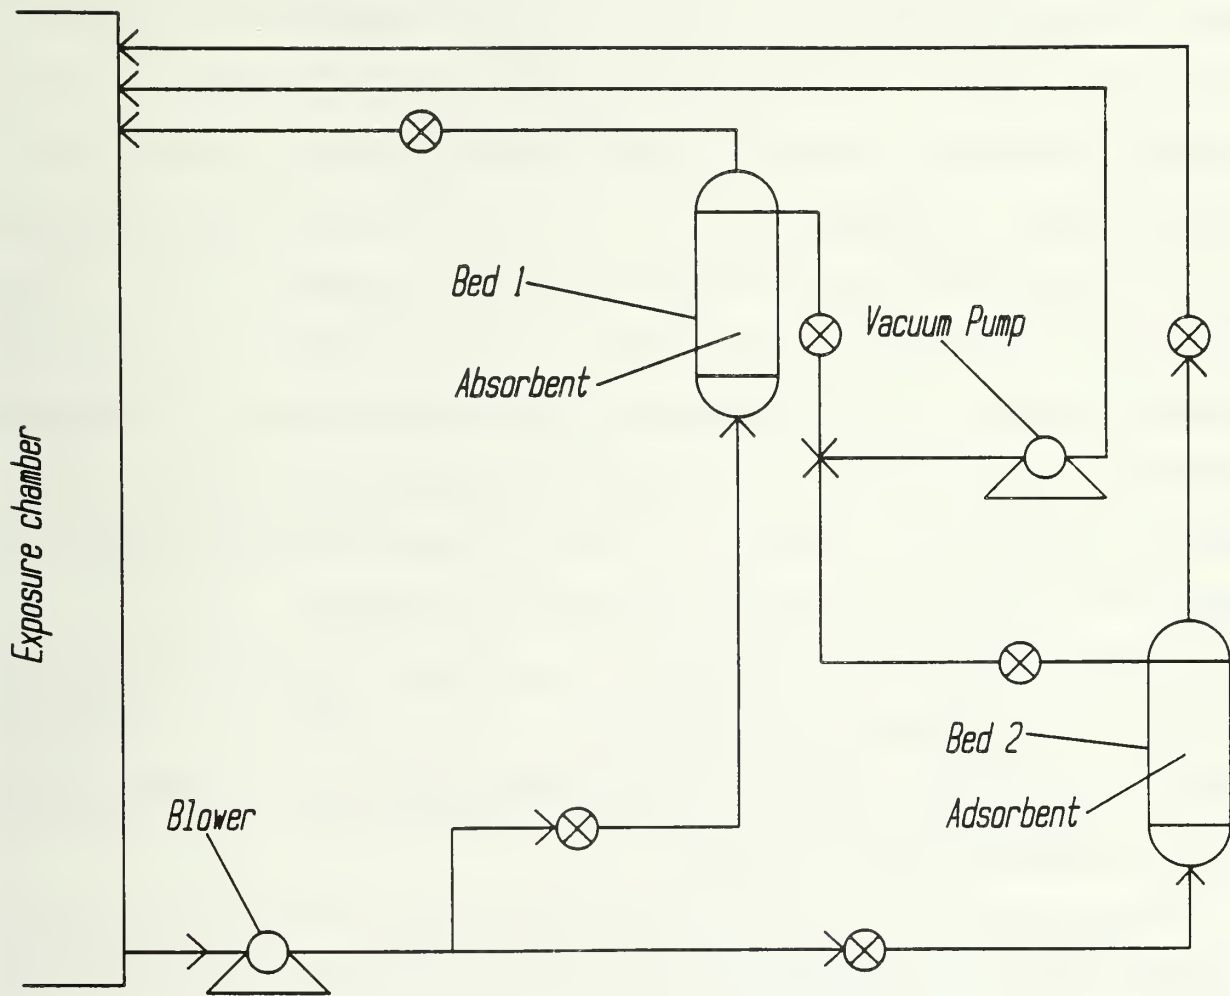 Bed 1
Vacuum Pump
Absorbent
Exposure chamber
Bed 2
Adsorbent
Blower